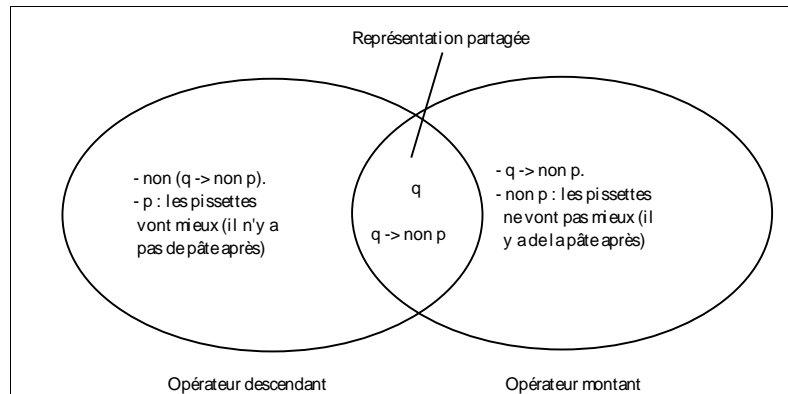 Représentation partagée
- non (q -> non p).
- p : les pissettes
vont mieux (il n'y a
pas de pâte après)
q
q -> non p
- q -> non p.
- non p : les pissettes
ne vont pas mieux (il
y a de la pâte après)
Opérateur descendant
Opérateur montant